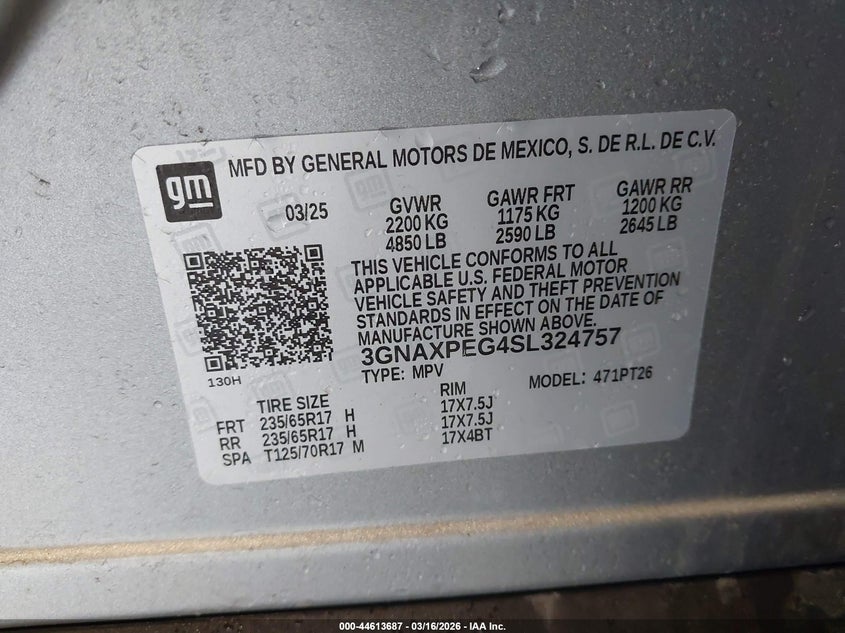 gm
MFD BY GENERAL MOTORS DE MEXICO, S. DE R.L. DE C.V.
03/25 GVWR GAWR FRT GAWR RR
2200 KG 1175 KG 1200 KG
4850 LB 2590 LB 2645 LB
THIS VEHICLE CONFORMS TO ALL
APPLICABLE U.S. FEDERAL MOTOR
VEHICLE SAFETY AND THEFT PREVENTION
STANDARDS IN EFFECT ON THE DATE OF
MANUFACTURE SHOWN ABOVE.
3GNAXPEG4SL324757
130H
TYPE: MPV MODEL: 471PT26
TIRE SIZE RIM
FRT 235/65R17 H 17X7.5J
RR 235/65R17 H 17X7.5J
SPA T125/70R17 M 17X4BT
000-44613687 - 03/16/2026 - IAA Inc.